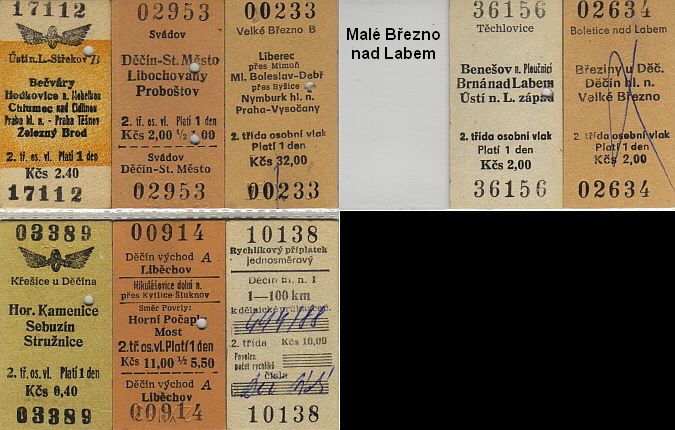 17112
Ústí n.L.-Střekov B
Bečváry
Hodkovice n. Mohelkou
Chlumec nad Cidlinou
Praha hl. n. - Praha Těšnov
Železný Brod
2. tř. os. vl. Platí 1 den
Kčs 2.40
17112
02953
Svádov
Děčín-St. Město
Libochovany
Proboštov
2. tř. os. vl. Platí 1 den
Kčs 2,00 ½
Svádov
Děčín-St. Město
02953
00233
Velké Březno B
Liberec
přes Mimoň
Ml. Boleslav-Debř
přes Byšice
Nymburk hl. n.
Praha-Vysočany
2. třída osobní vlak
Platí 1 den
Kčs 32,00
00233
Malé Březno
nad Labem
36156
Těchlovice
Benešov n. Ploučnicí
Brná nad Labem
Ústí n. L. západ
2. třída osobní vlak
Platí 1 den
Kčs 2,00
36156
02634
Boletice nad Labem
Březiny u Děč.
Děčín hl. n.
Velké Březno
2. třída osobní vlak
Platí 1 den
Kčs 2,00
02634
03389
Křešice u Děčína
Hor. Kamenice
Sebuzín
Stružnice
2. tř. os. vl. Platí 1 den
Kčs 0,40
03389
00914
Děčín východ A
Liběchov
Mikulášovice dolní n.
přes Kytlice-Šluknov
Směr Povrly:
Horní Počaply
Most
2. tř. os. vl. Platí 1 den
Kčs 11,00 ½ 5.50
Děčín východ A
Liběchov
00914
10138
Rychlíkový příplatek
jednosměrový
Děčín hl. n. 1
1—100 km
k dělnické
2. třída Kčs 10,00
Povolen
počet rychlíků
číslo
10138